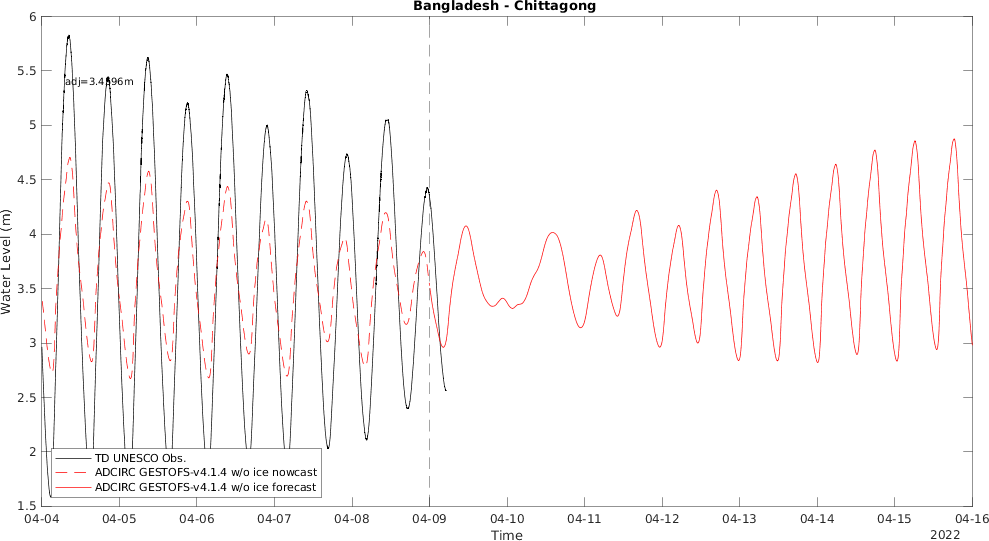 Bangladesh - Chittagong
6
5.5
5
4.5
4
3.5
3
2.5
2
1.5
Water Level (m)
TD UNESCO Obs.
ADCIRC GESTOFS-v4.1.4 w/o ice nowcast
ADCIRC GESTOFS-v4.1.4 w/o ice forecast
04-04 04-05 04-06 04-07 04-08 04-09 04-10 04-11 04-12 04-13 04-14 04-15 04-16
Time
2022